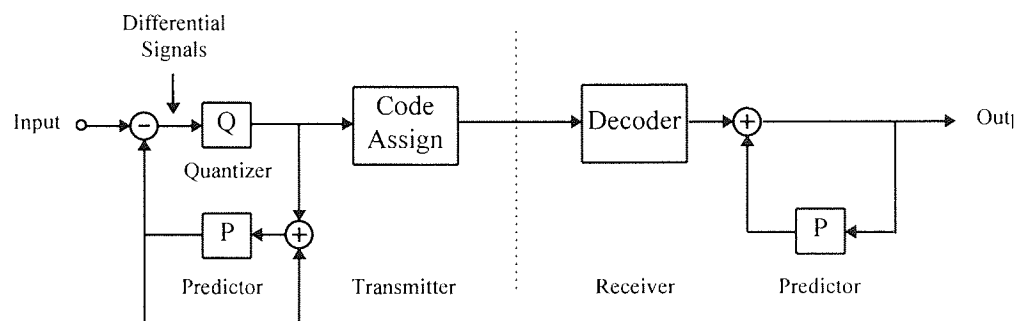 Differential
Signals
Input
−
Q
Code
Assign
Decoder
+
Quantizer
P
+
P
Predictor
Transmitter
Receiver
Predictor